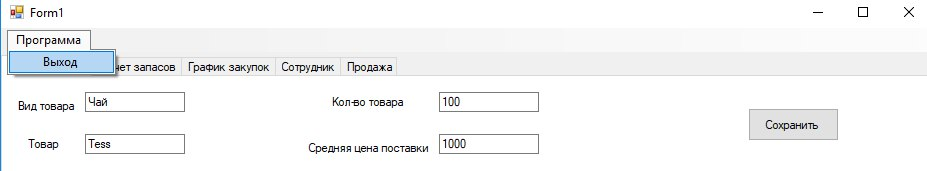 Form1
Программа
Выход
чет запасов График закупок Сотрудник Продажа
Вид товара Чай Кол-во товара 100
Сохранить
Товар Tess Средняя цена поставки 1000